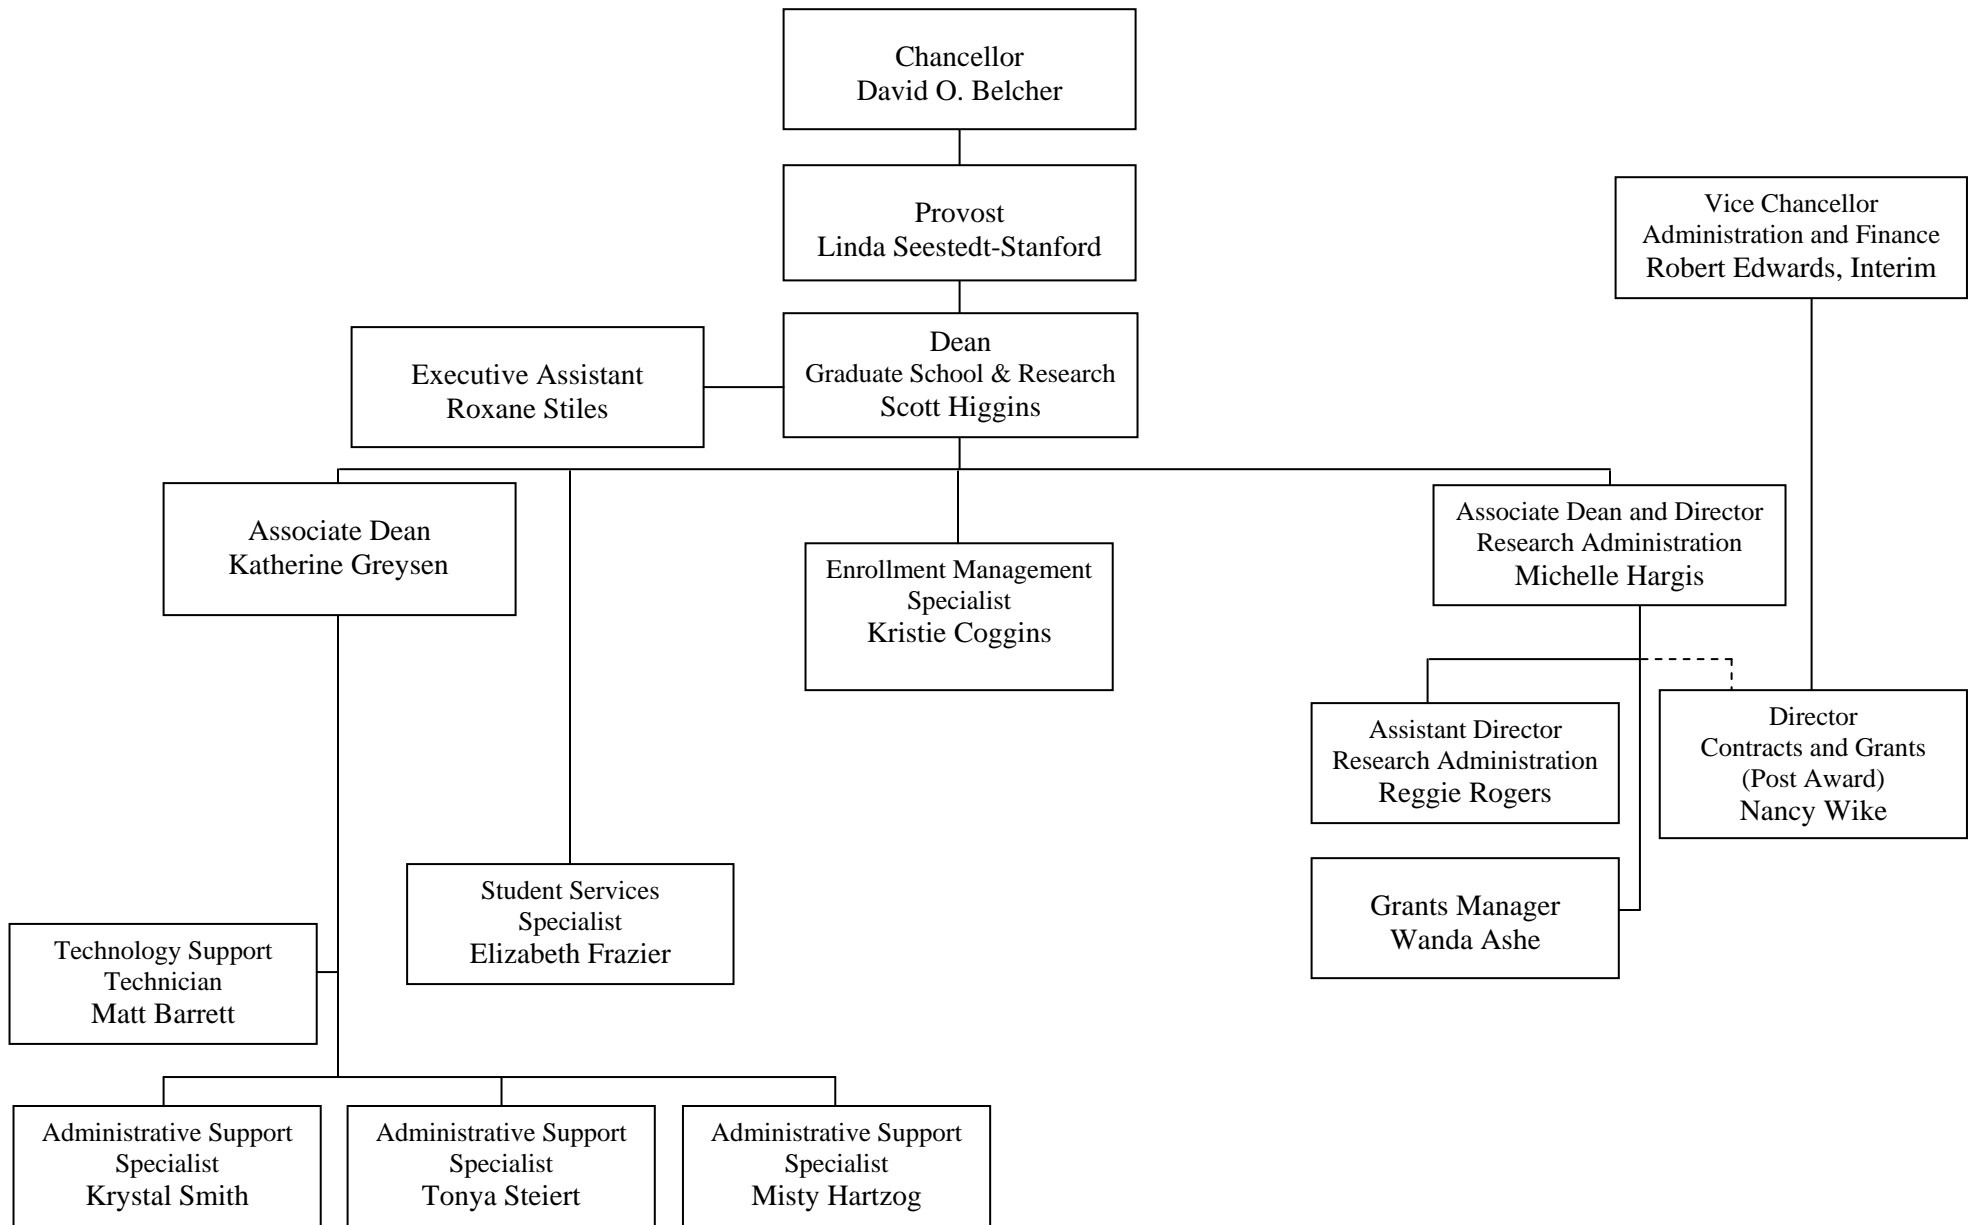 Chancellor
David O. Belcher
Provost
Linda Seestedt-Stanford
Vice Chancellor
Administration and Finance
Robert Edwards, Interim
Executive Assistant
Roxane Stiles
Dean
Graduate School & Research
Scott Higgins
Associate Dean
Katherine Greysen
Enrollment Management
Specialist
Kristie Coggins
Associate Dean and Director
Research Administration
Michelle Hargis
Assistant Director
Research Administration
Reggie Rogers
Director
Contracts and Grants
(Post Award)
Nancy Wike
Student Services
Specialist
Elizabeth Frazier
Grants Manager
Wanda Ashe
Technology Support
Technician
Matt Barrett
Administrative Support
Specialist
Krystal Smith
Administrative Support
Specialist
Tonya Steiert
Administrative Support
Specialist
Misty Hartzog